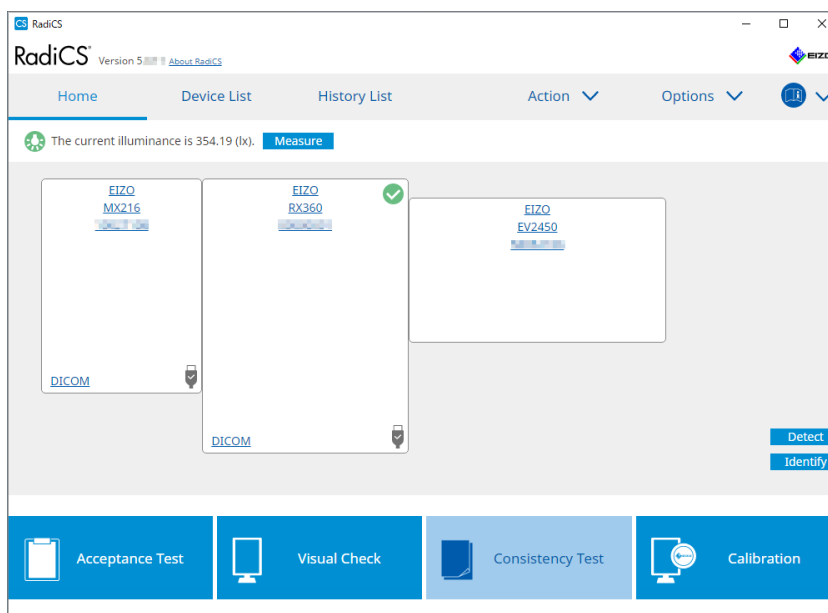 CS RadiCS
RadiCS® Version 5 About RadiCS
EIZO
Home Device List History List Action Options
The current illuminance is 354.19 (lx). Measure
EIZO
MX216
DICOM
EIZO
RX360
DICOM
EIZO
EV2450
Detect
Identify
Acceptance Test Visual Check Consistency Test Calibration